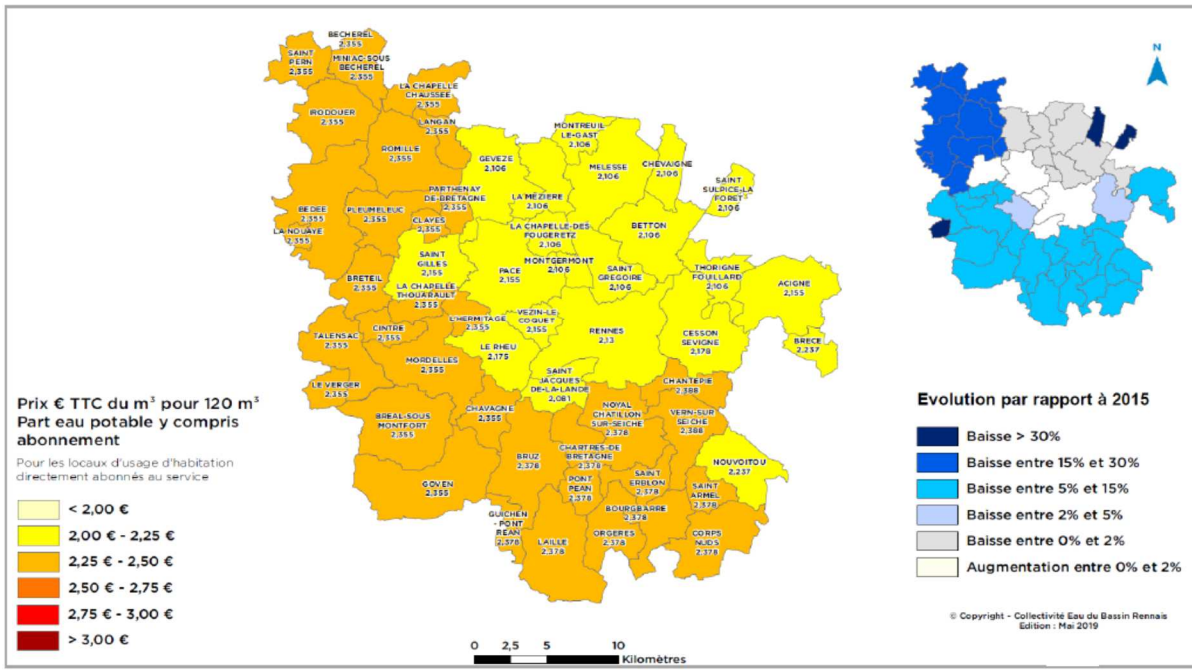 BECHEREL
2,355
SAINT
PERN
2,355
MINIAC-SOUS
BECHEREL
2,355
LA CHAPELLE
CHAUSSEE
2,355
IRODOUER
2,355
LANGAN
2,355
ROMILLE
2,355
MONTREUIL
LE-GAST
2,106
GEVEZE
2,106
MELESSE
2,106
CHEVAIGNE
2,106
SAINT
SULPICE-LA
FORET
2,106
PARTHENAY
DE-BRETAGNE
2,355
LA MÉZIERE
2,106
BEDEE
2,355
PLEUMELEUC
2,355
CLAYES
2,355
LA NOUAYE
2,355
LA CHAPELLE-DES
FOUGERETZ
2,106
BETTON
2,106
SAINT
GILLES
2,155
PACE
2,155
MONTGERMONT
2,106
SAINT
GREGOIRE
2,106
THORIGNE
FOUILLARD
2,106
ACIGNE
2,155
BRETEIL
2,355
LA CHAPELLE
THOUARAULT
2,355
L'HERMITAGE
2,355
VEZIN-LE
COQUET
2,155
RENNES
2,13
CESSON
SEVIGNE
2,178
BRECE
2,237
TALENSAC
2,355
CINTRE
2,355
LE RHEU
2,175
MORDELLES
2,355
SAINT
JACQUES
DE-LA-LANDE
2,081
LE VERGER
2,355
CHANTEPIE
2,388
BREAL-SOUS
MONTFORT
2,355
CHAVAGNE
2,355
NOYAL
CHATILLON
SUR-SEICHE
2,378
VERN-SUR
SEICHE
2,388
CHARTRES-DE
BRETAGNE
2,378
NOUVOITOU
2,237
BRUZ
2,378
GOVEN
2,355
PONT
PEAN
2,378
SAINT
ERBLON
2,378
SAINT
ARMEL
2,378
GUICHEN
- PONT
REAN
2,378
BOURGBARRE
2,378
LAILLE
2,378
ORGERES
2,378
CORPS
NUDS
2,378
Prix € TTC du m³ pour 120 m³
Part eau potable y compris
abonnement
Pour les locaux d'usage d'habitation
directement abonnés au service
< 2,00 €
2,00 € - 2,25 €
2,25 € - 2,50 €
2,50 € - 2,75 €
2,75 € - 3,00 €
> 3,00 €
0 2,5 5 10
Kilomètres
N
Evolution par rapport à 2015
Baisse > 30%
Baisse entre 15% et 30%
Baisse entre 5% et 15%
Baisse entre 2% et 5%
Baisse entre 0% et 2%
Augmentation entre 0% et 2%
© Copyright - Collectivité Eau du Bassin Rennais
Edition : Mai 2019